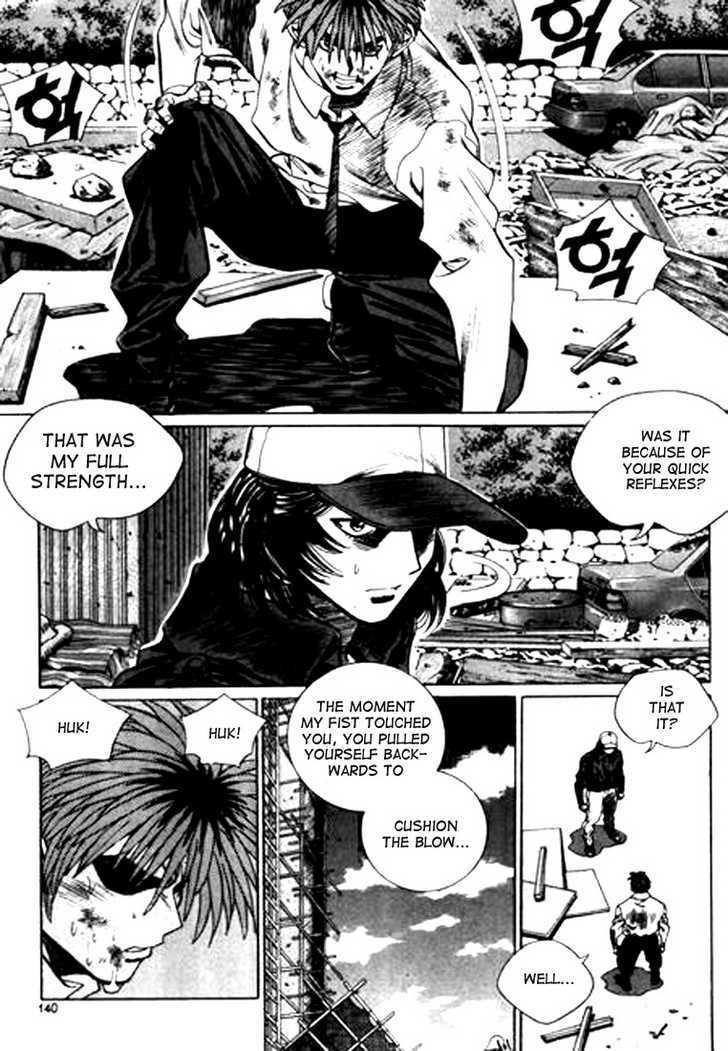 헉
헉
헉
THAT WAS
MY FULL
STRENGTH...
WAS IT
BECAUSE OF
YOUR QUICK
REFLEXES?
HUK!
HUK!
THE MOMENT
MY FIST TOUCHED
YOU, YOU PULLED
YOURSELF BACK-
WARDS TO
CUSHION
THE BLOW...
IS
THAT
IT?
WELL...
140